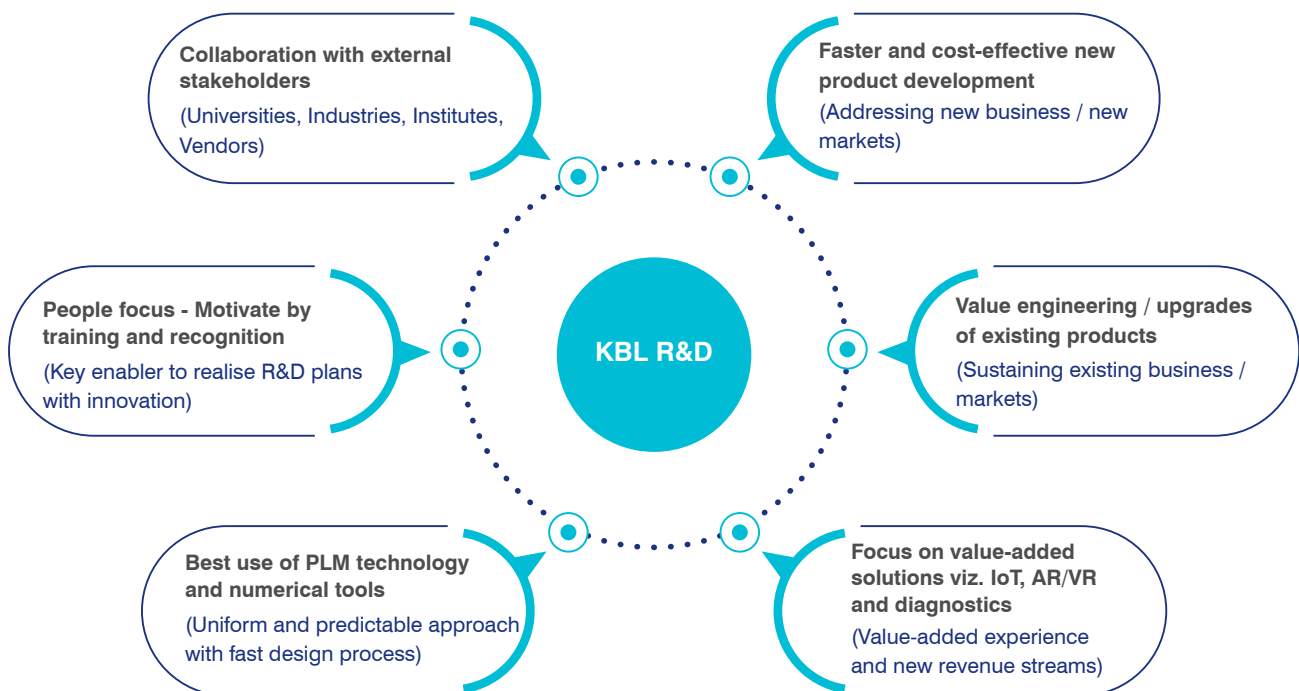 Collaboration with external
stakeholders
(Universities, Industries, Institutes,
Vendors)
Faster and cost-effective new
product development
(Addressing new business / new
markets)
People focus - Motivate by
training and recognition
(Key enabler to realise R&D plans
with innovation)
KBL R&D
Value engineering / upgrades
of existing products
(Sustaining existing business /
markets)
Best use of PLM technology
and numerical tools
(Uniform and predictable approach
with fast design process)
Focus on value-added
solutions viz. IoT, AR/VR
and diagnostics
(Value-added experience
and new revenue streams)